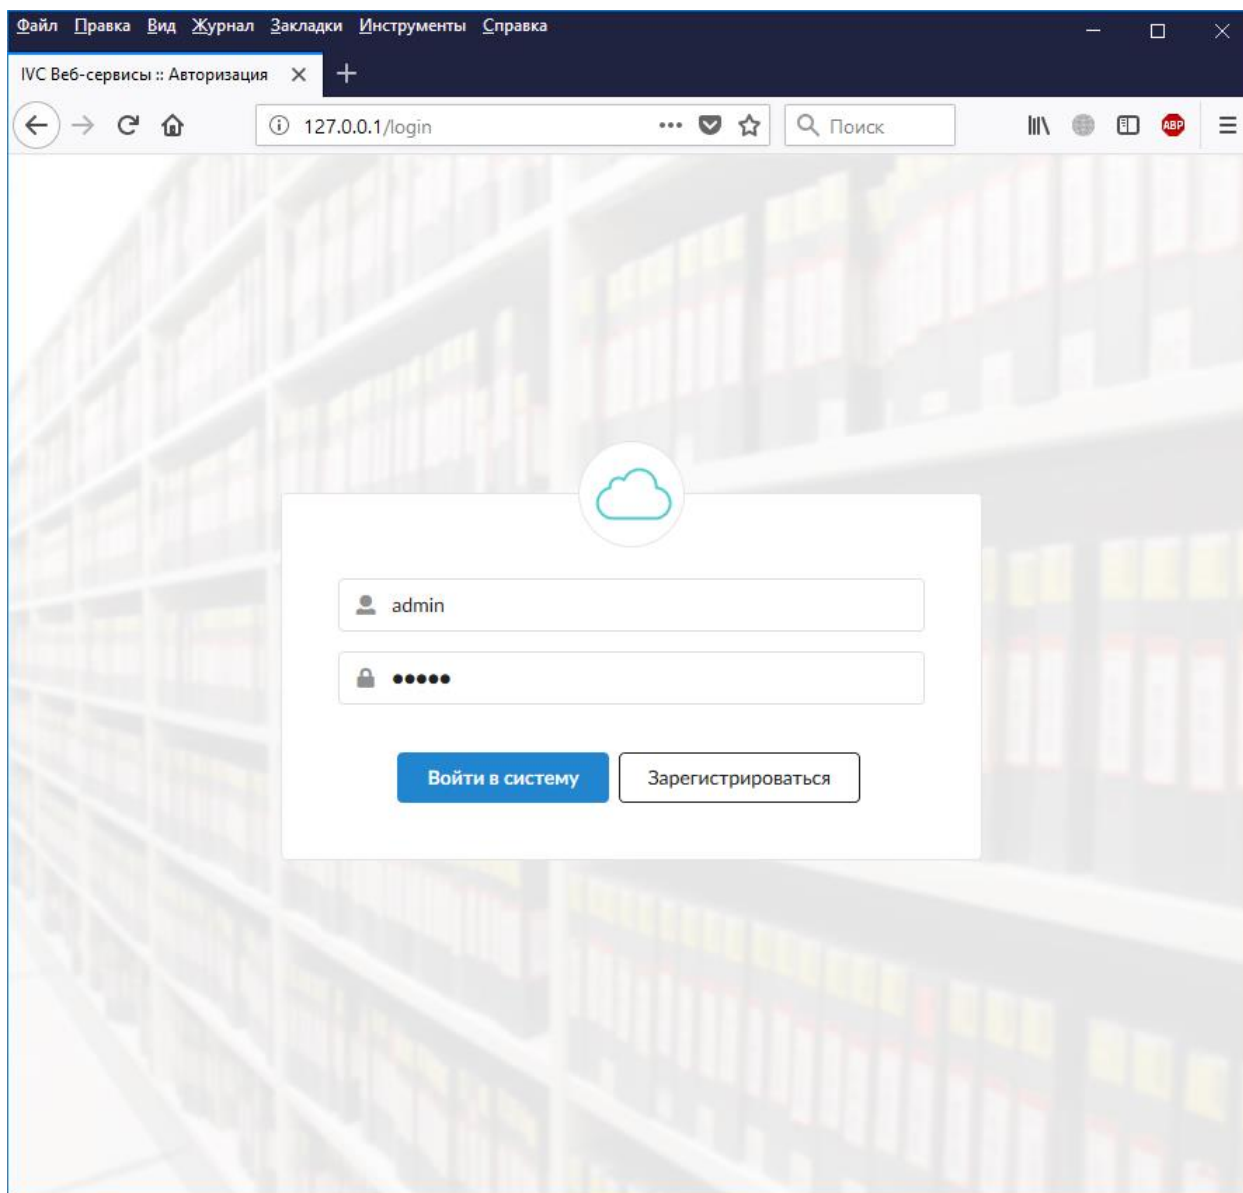 Файл Правка Вид Журнал Закладки Инструменты Справка
IVC Веб-сервисы :: Авторизация
127.0.0.1/login
Поиск
ABP
admin
•••••
Войти в систему
Зарегистрироваться